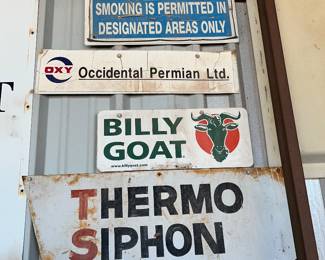 SMOKING IS PERMITTED IN
DESIGNATED AREAS ONLY
OXY
Occidental Permian Ltd.
BILLY
GOAT
www.billygoat.com
THERMO
SIPHON
T